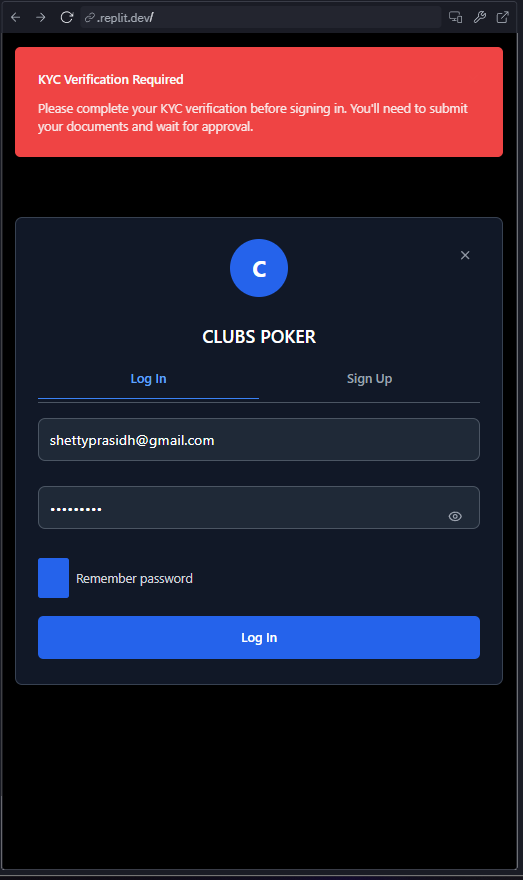 .replit.dev/
KYC Verification Required
Please complete your KYC verification before signing in. You'll need to submit
your documents and wait for approval.
C
CLUBS POKER
Log In
Sign Up
shettyprasidh@gmail.com
•••••••••
Remember password
Log In